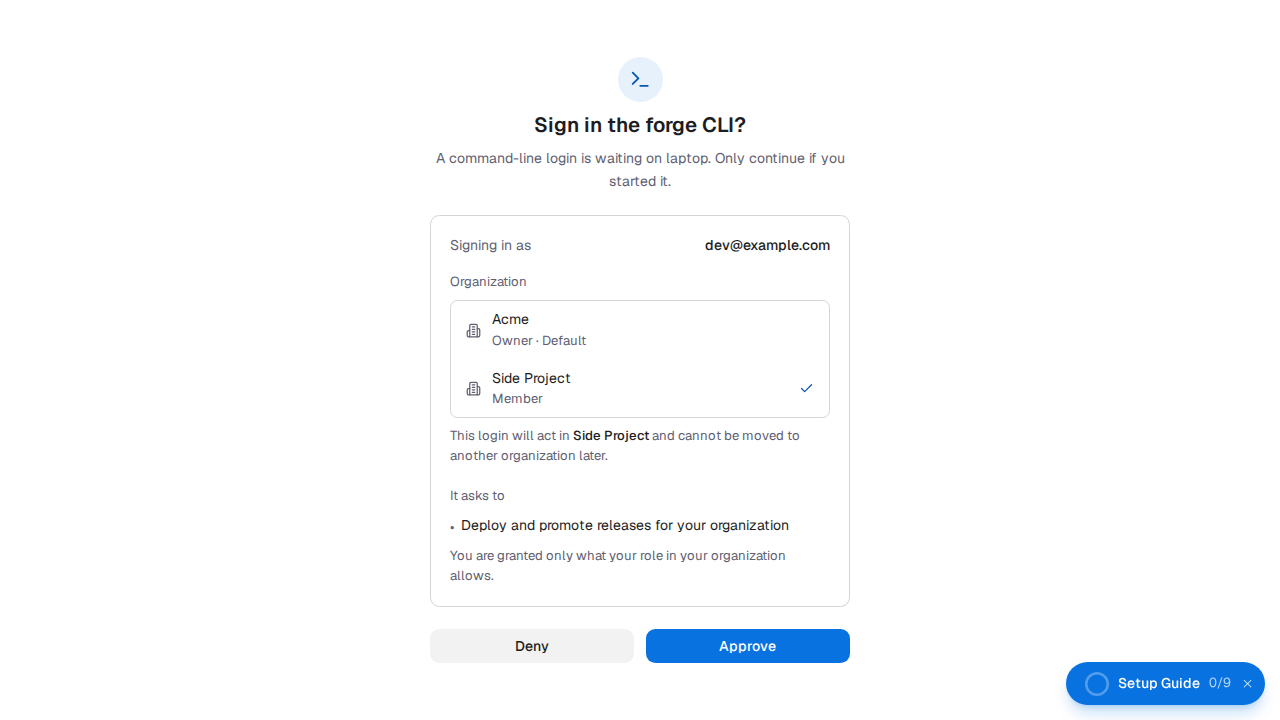 Sign in the forge CLI?
A command-line login is waiting on laptop. Only continue if you
started it.
Signing in as
dev@example.com
Organization
Acme
Owner · Default
Side Project
Member
This login will act in Side Project and cannot be moved to
another organization later.
It asks to
• Deploy and promote releases for your organization
You are granted only what your role in your organization
allows.
Deny
Approve
Setup Guide 0/9